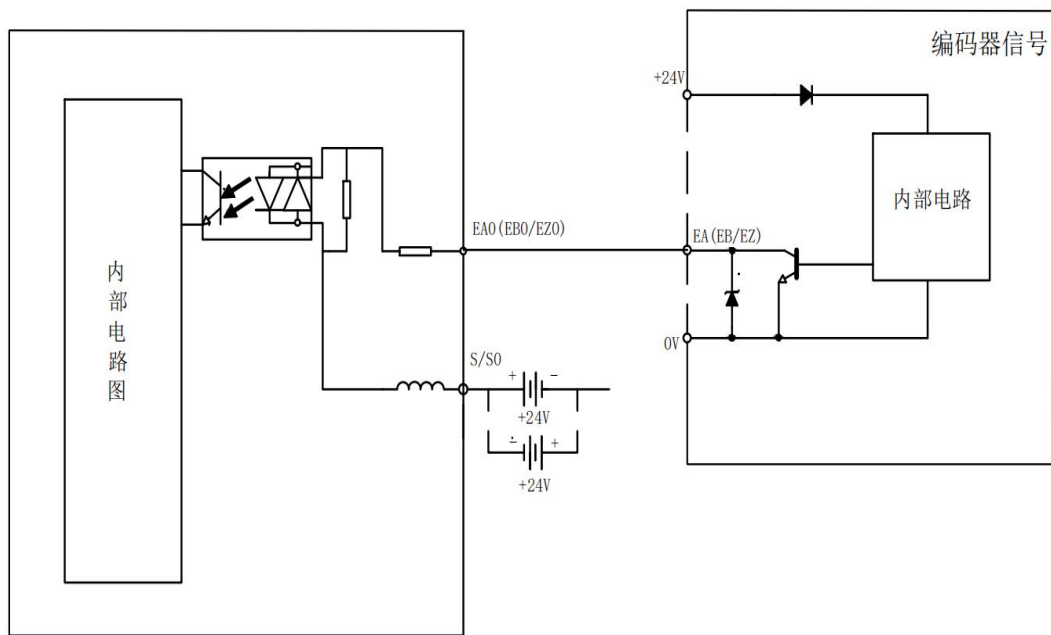 编码器信号
+24V
内部电路
EA0(EB0/EZ0)
EA(EB/EZ)
内部电路图
0V
S/S0
+ -
+24V
- +
+24V